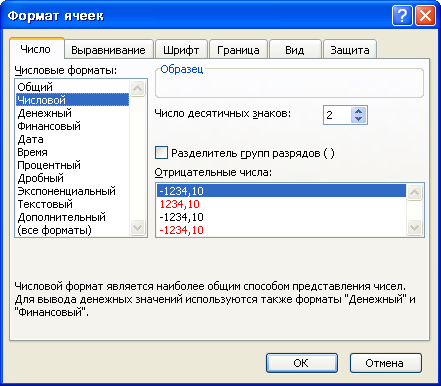 Формат ячеек
Число
Выравнивание
Шрифт
Граница
Вид
Защита
Числовые форматы:
Общий
Числовой
Денежный
Финансовый
Дата
Время
Процентный
Дробный
Экспоненциальный
Текстовый
Дополнительный
(все форматы)
Образец
Число десятичных знаков: 2
Разделитель групп разрядов ( )
Отрицательные числа:
-1234,10
1234,10
-1234,10
-1234,10
Числовой формат является наиболее общим способом представления чисел.
Для вывода денежных значений используются также форматы "Денежный" и
"Финансовый".
ОК
Отмена